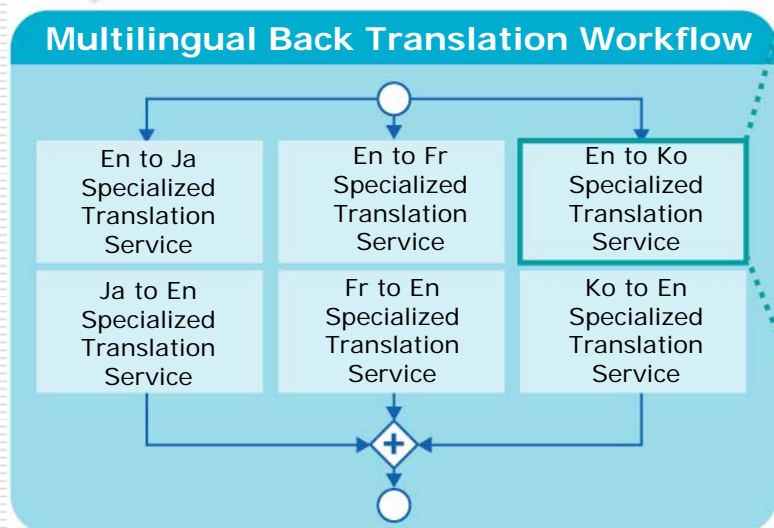 Multilingual Back Translation Workflow
En to Ja
Specialized
Translation
Service
En to Fr
Specialized
Translation
Service
En to Ko
Specialized
Translation
Service
Ja to En
Specialized
Translation
Service
Fr to En
Specialized
Translation
Service
Ko to En
Specialized
Translation
Service